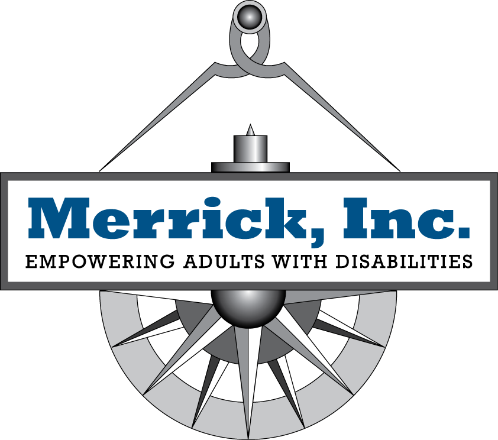 Merrick, Inc.
EMPOWERING ADULTS WITH DISABILITIES